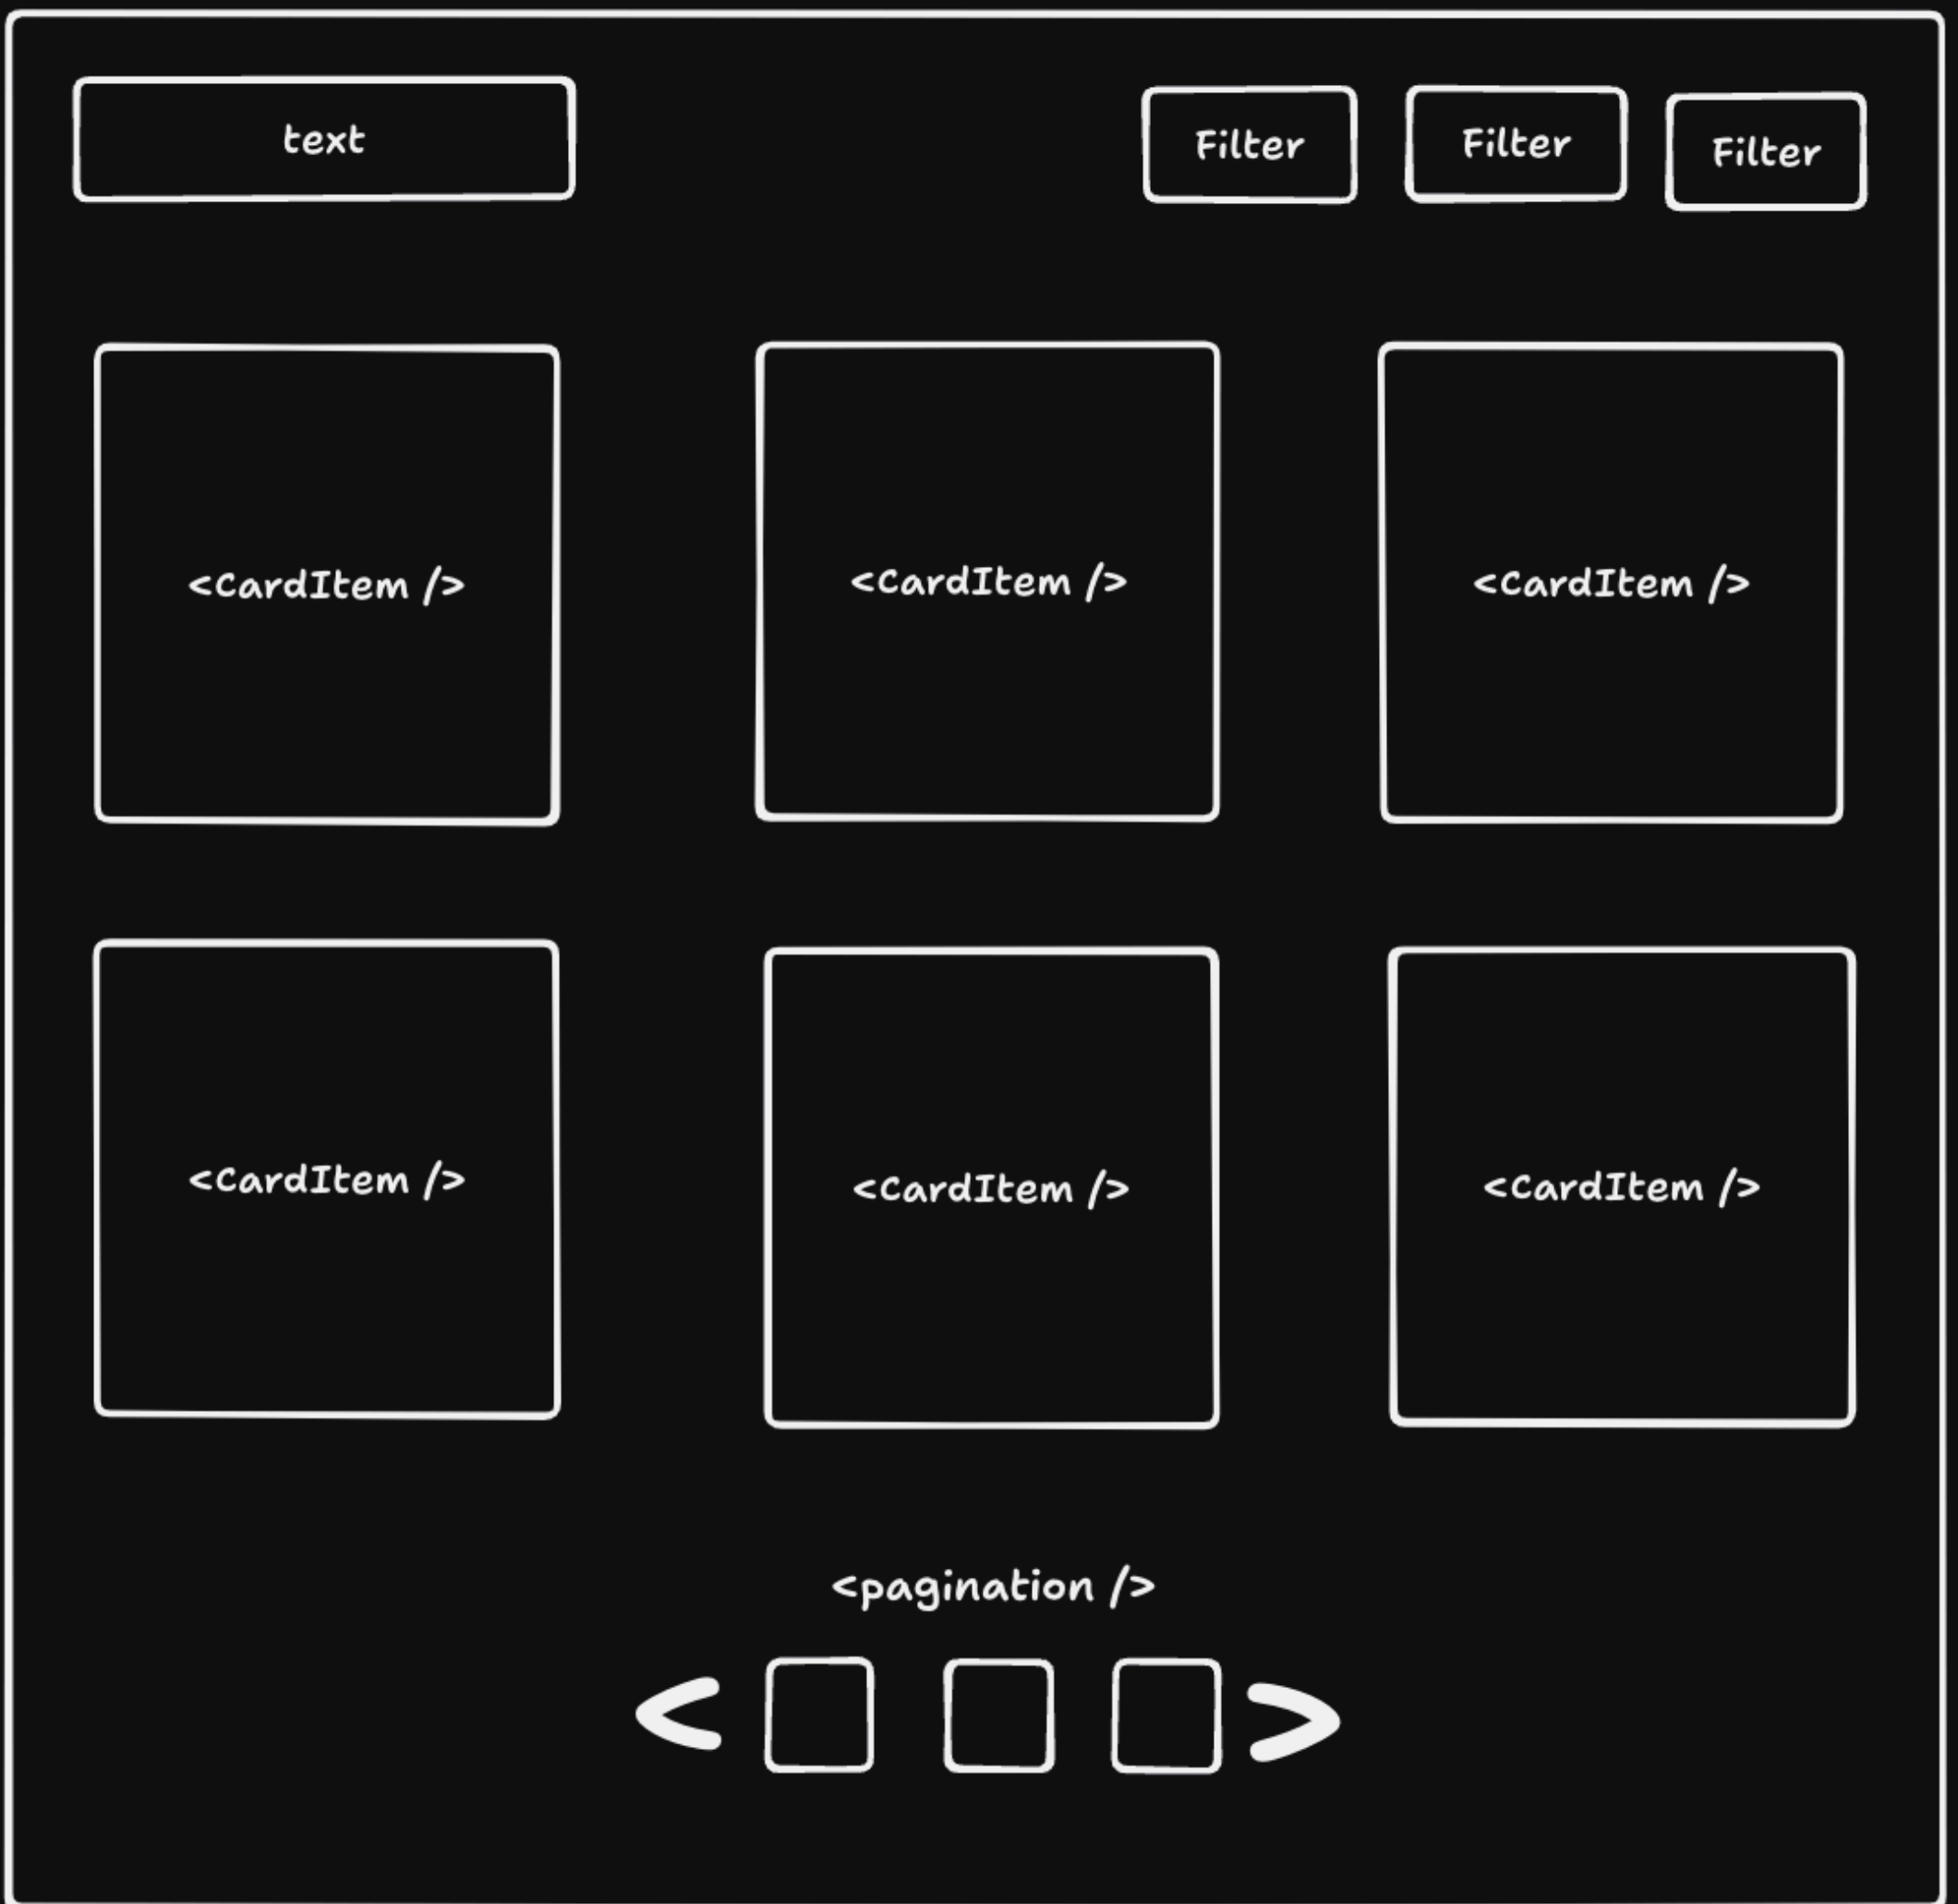 text
Filter
Filter
Filter
<CardItem />
<CardItem />
<CardItem />
<CardItem />
<CardItem />
<CardItem />
<pagination />
< >